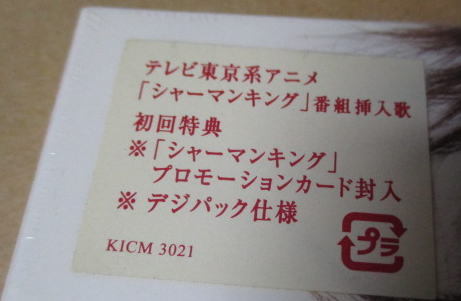 テレビ東京系アニメ
「シャーマンキング」番組挿入歌
初回特典
※「シャーマンキング」
プロモーションカード封入
※ デジパック仕様
プラ
KICM 3021